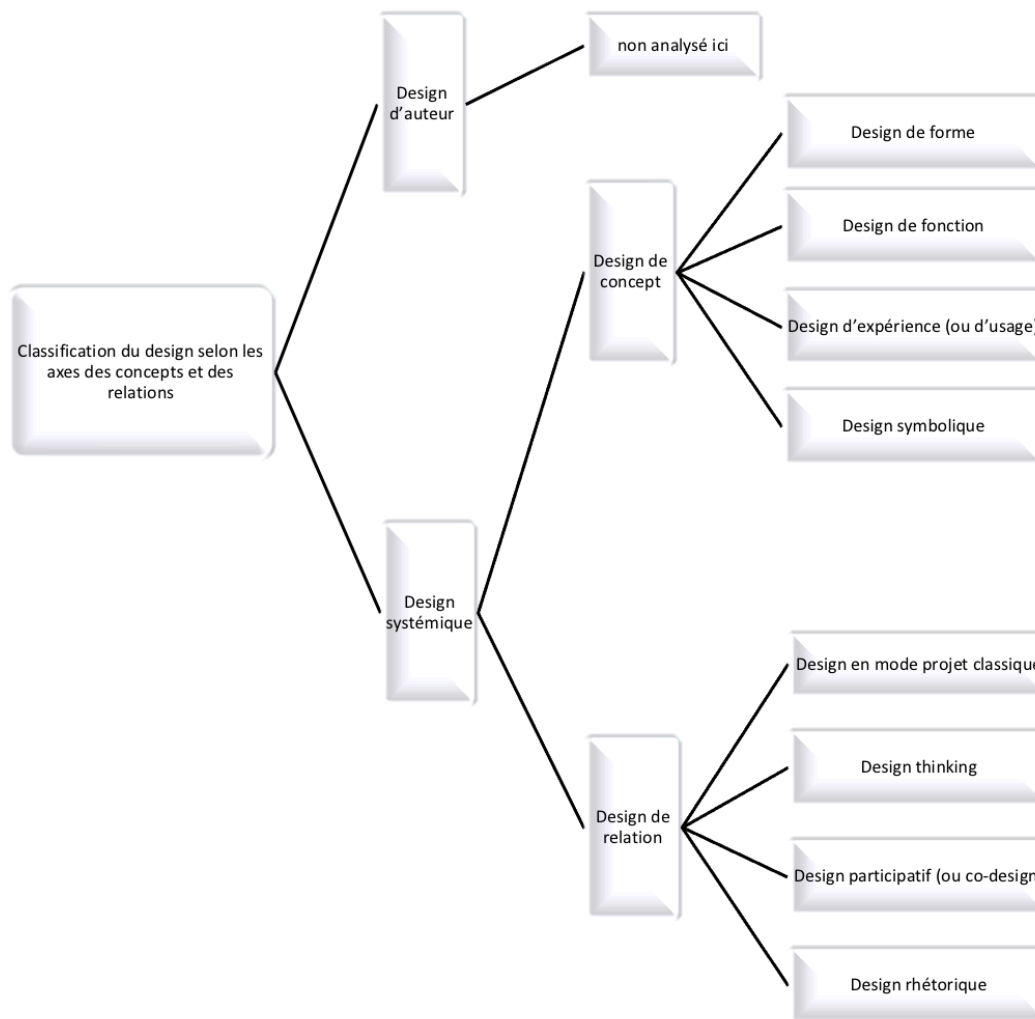 Classification du design selon les
axes des concepts et des
relations
Design
d’auteur
non analysé ici
Design
systémique
Design de
concept
Design de forme
Design de fonction
Design d’expérience (ou d’usage)
Design symbolique
Design de
relation
Design en mode projet classique
Design thinking
Design participatif (ou co-design
Design rhétorique